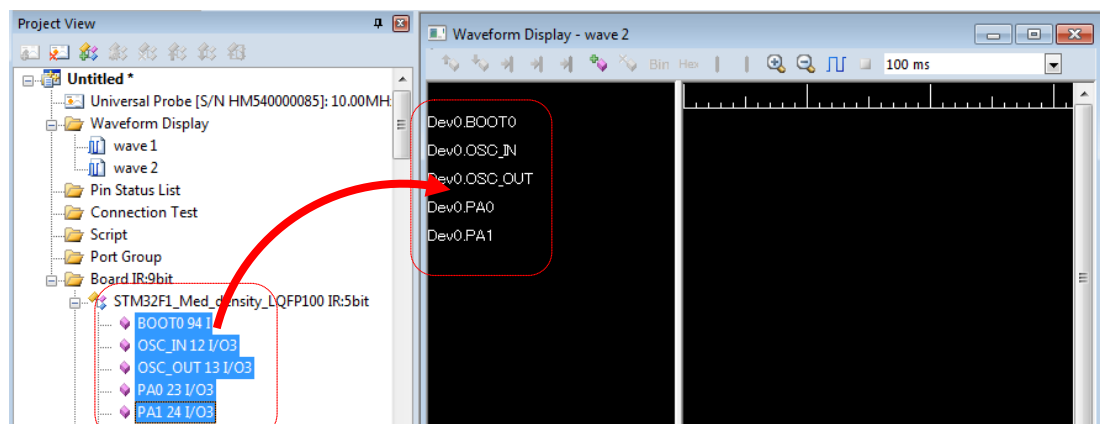 Project View
Untitled *
Universal Probe [S/N HM540000085]: 10.00MH
Waveform Display
wave 1
wave 2
Pin Status List
Connection Test
Script
Port Group
Board IR:9bit
STM32F1_Med_density_LQFP100 IR:5bit
BOOT0 94 I
OSC_IN 12 I/O3
OSC_OUT 13 I/O3
PA0 23 I/O3
PA1 24 I/O3
Waveform Display - wave 2
Bin Hex 100 ms
Dev0.BOOT0
Dev0.OSC_IN
Dev0.OSC_OUT
Dev0.PA0
Dev0.PA1